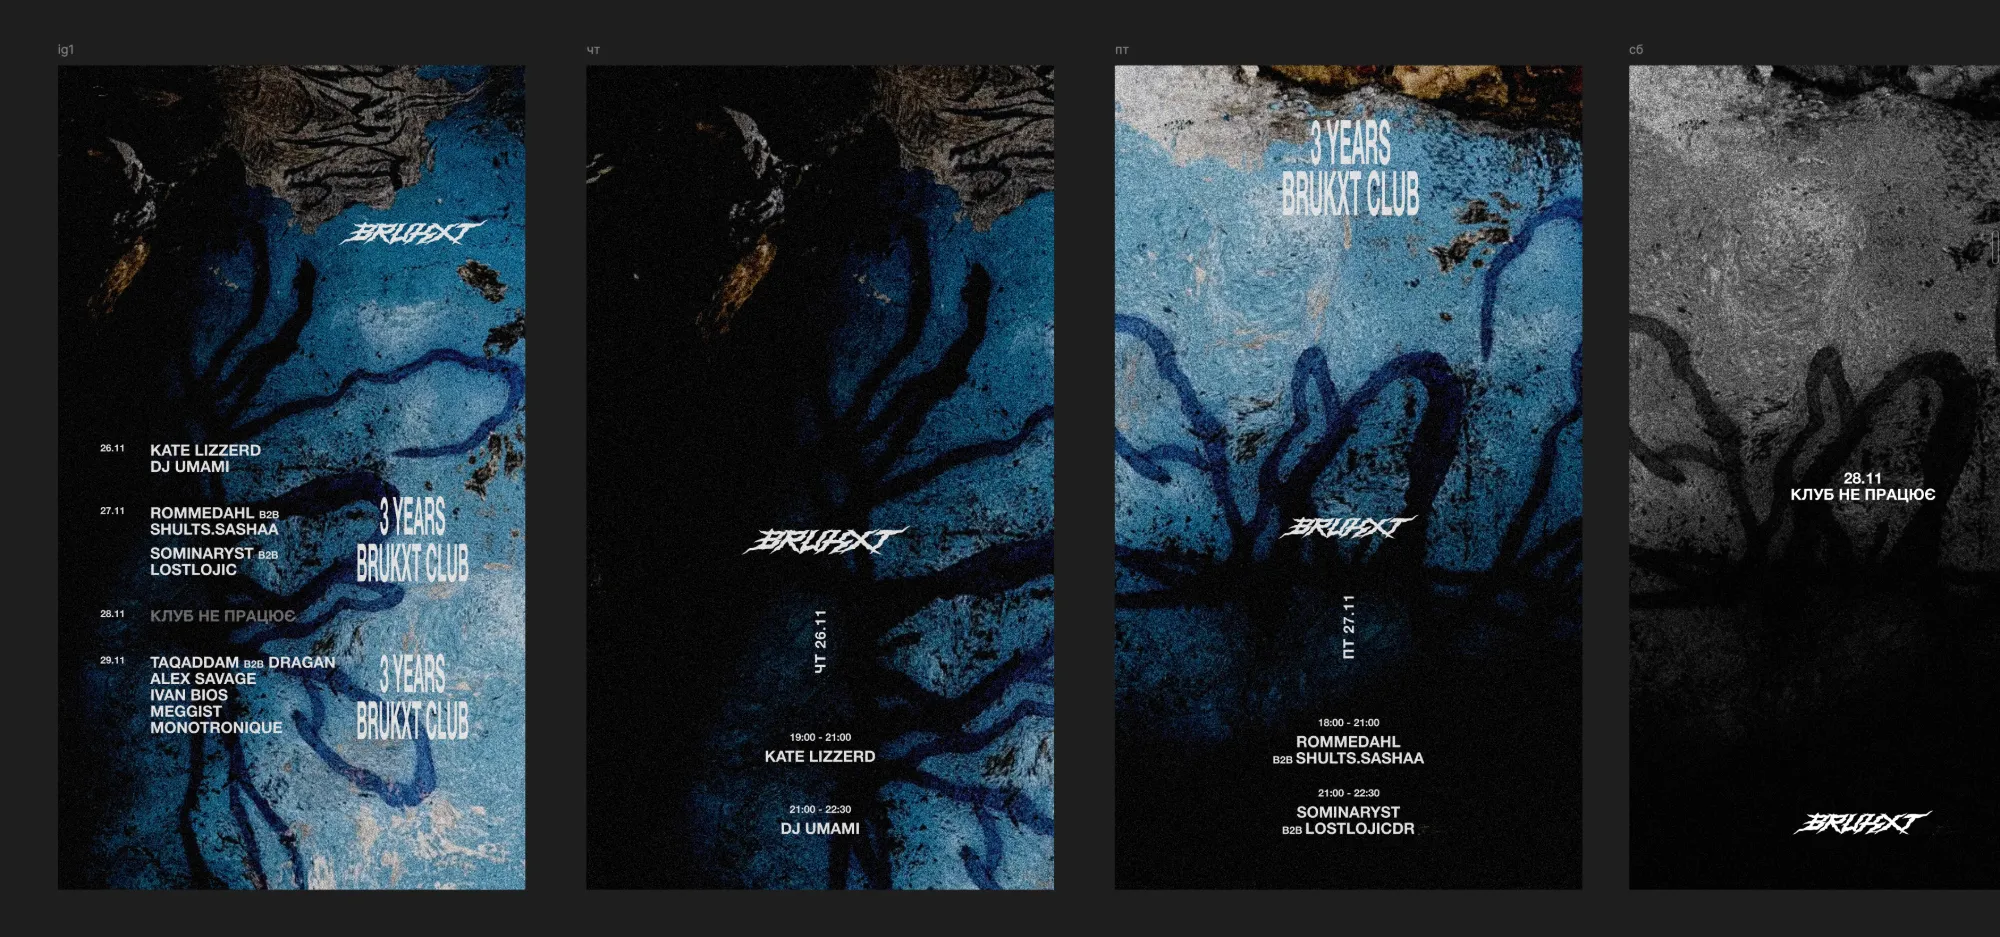 ig1
BRUKXT
26.11
KATE LIZZERD
DJ UMAMI
27.11
ROMMEDAHL B2B
SHULTS.SASHAA
SOMINARYST B2B
LOSTLOJIC
3 YEARS
BRUKXT CLUB
28.11
КЛУБ НЕ ПРАЦЮЄ
29.11
TAQADDAM B2B DRAGAN
ALEX SAVAGE
IVAN BIOS
MEGGIST
MONOTRONIQUE
3 YEARS
BRUKXT CLUB
чт
BRUKXT
ЧТ 26.11
19:00 - 21:00
KATE LIZZERD
21:00 - 22:30
DJ UMAMI
пт
3 YEARS
BRUKXT CLUB
BRUKXT
ПТ 27.11
18:00 - 21:00
ROMMEDAHL
B2B SHULTS.SASHAA
21:00 - 22:30
SOMINARYST
B2B LOSTLOJICDR
сб
28.11
КЛУБ НЕ ПРАЦЮЄ
BRUKXT